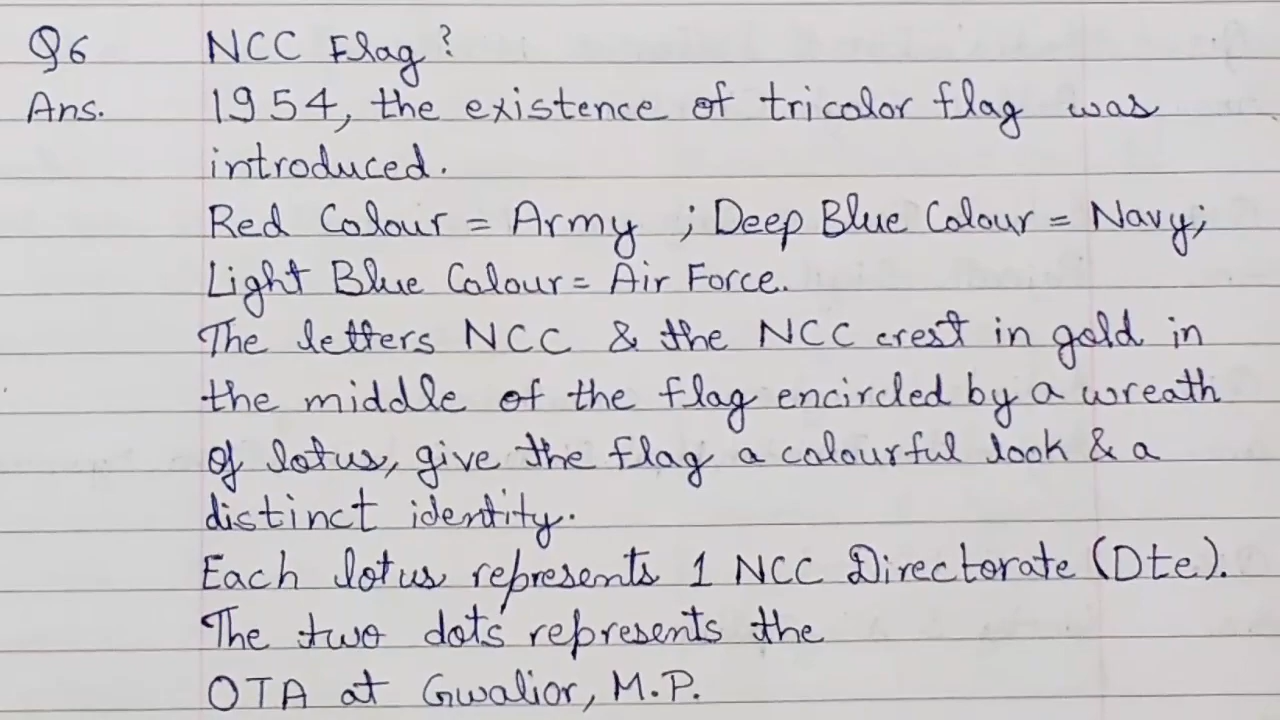 Q6 NCC Flag?
Ans. 1954, the existence of tricolor flag was
introduced.
Red Colour = Army ; Deep Blue Colour = Navy;
Light Blue Colour = Air Force.
The letters NCC & the NCC crest in gold in
the middle of the flag encircled by a wreath
of lotus, give the flag a colourful look & a
distinct identity.
Each lotus represents 1 NCC Directorate (Dte).
The two dots represents the
OTA at Gwalior, M.P.